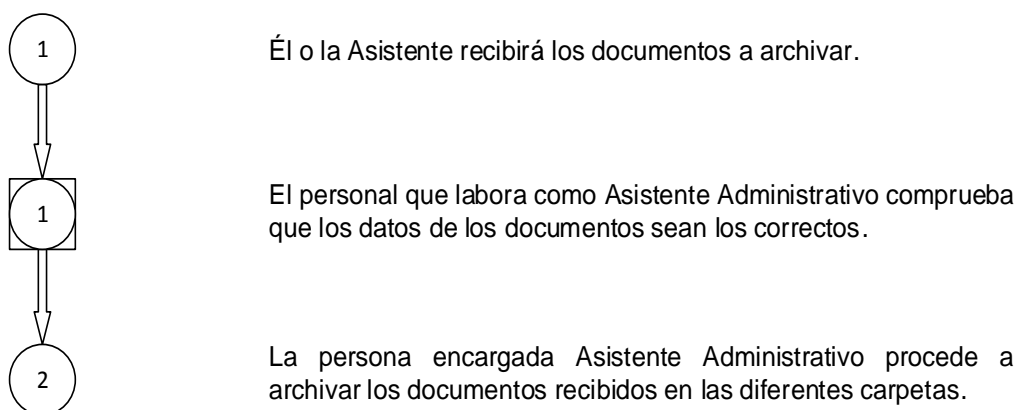 1
Él o la Asistente recibirá los documentos a archivar.
1
El personal que labora como Asistente Administrativo comprueba
que los datos de los documentos sean los correctos.
2
La persona encargada Asistente Administrativo procede a
archivar los documentos recibidos en las diferentes carpetas.